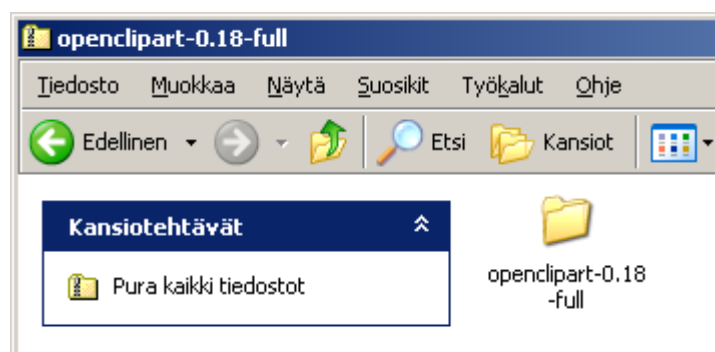 openclipart-0.18-full
Tiedosto Muokkaa Näytä Suosikit Työkalut Ohje
Edellinen Etsi Kansiot
Kansiotehtävät
Pura kaikki tiedostot
openclipart-0.18
-full